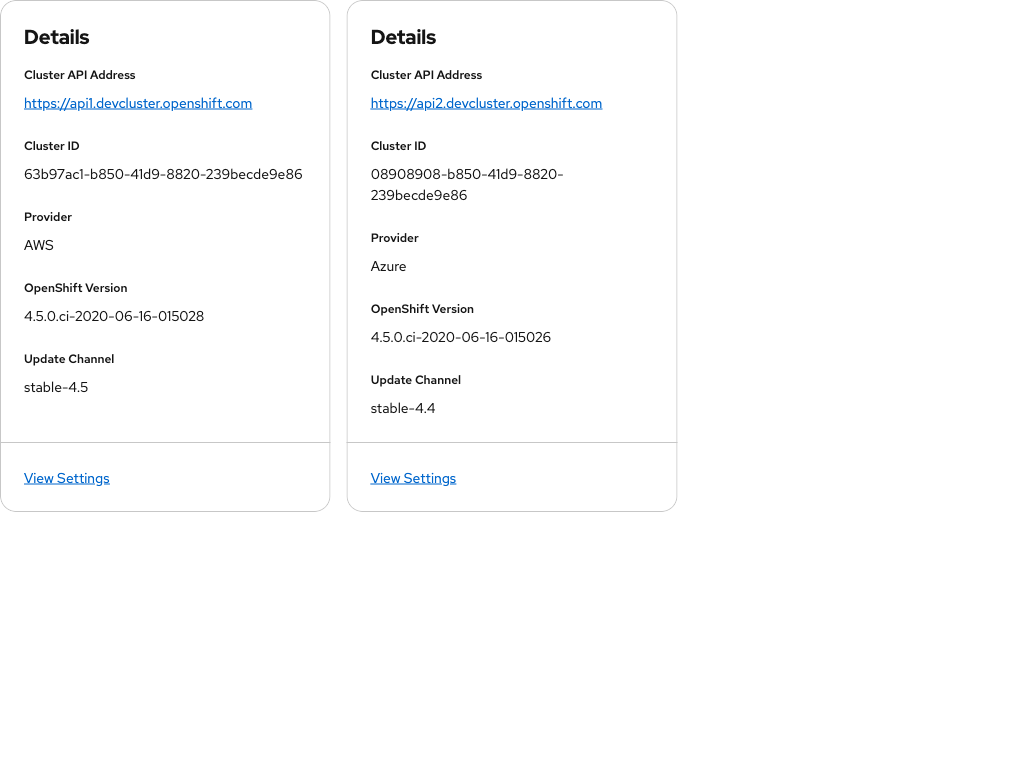 Details
Cluster API Address
https://api1.devcluster.openshift.com
Cluster ID
63b97ac1-b850-41d9-8820-239becde9e86
Provider
AWS
OpenShift Version
4.5.0.ci-2020-06-16-015028
Update Channel
stable-4.5
View Settings
Details
Cluster API Address
https://api2.devcluster.openshift.com
Cluster ID
08908908-b850-41d9-8820-
239becde9e86
Provider
Azure
OpenShift Version
4.5.0.ci-2020-06-16-015026
Update Channel
stable-4.4
View Settings